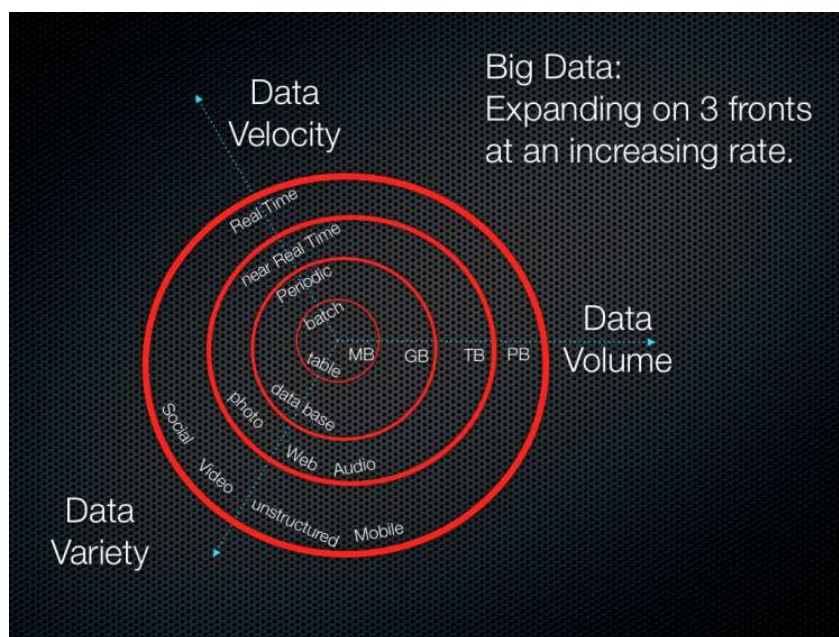 Big Data:
Expanding on 3 fronts
at an increasing rate.
Data
Velocity
Real Time
near Real Time
Periodic
batch
Data
Volume
MB GB TB PB
table
data base
photo Web Audio
Social Video unstructured Mobile
Data
Variety